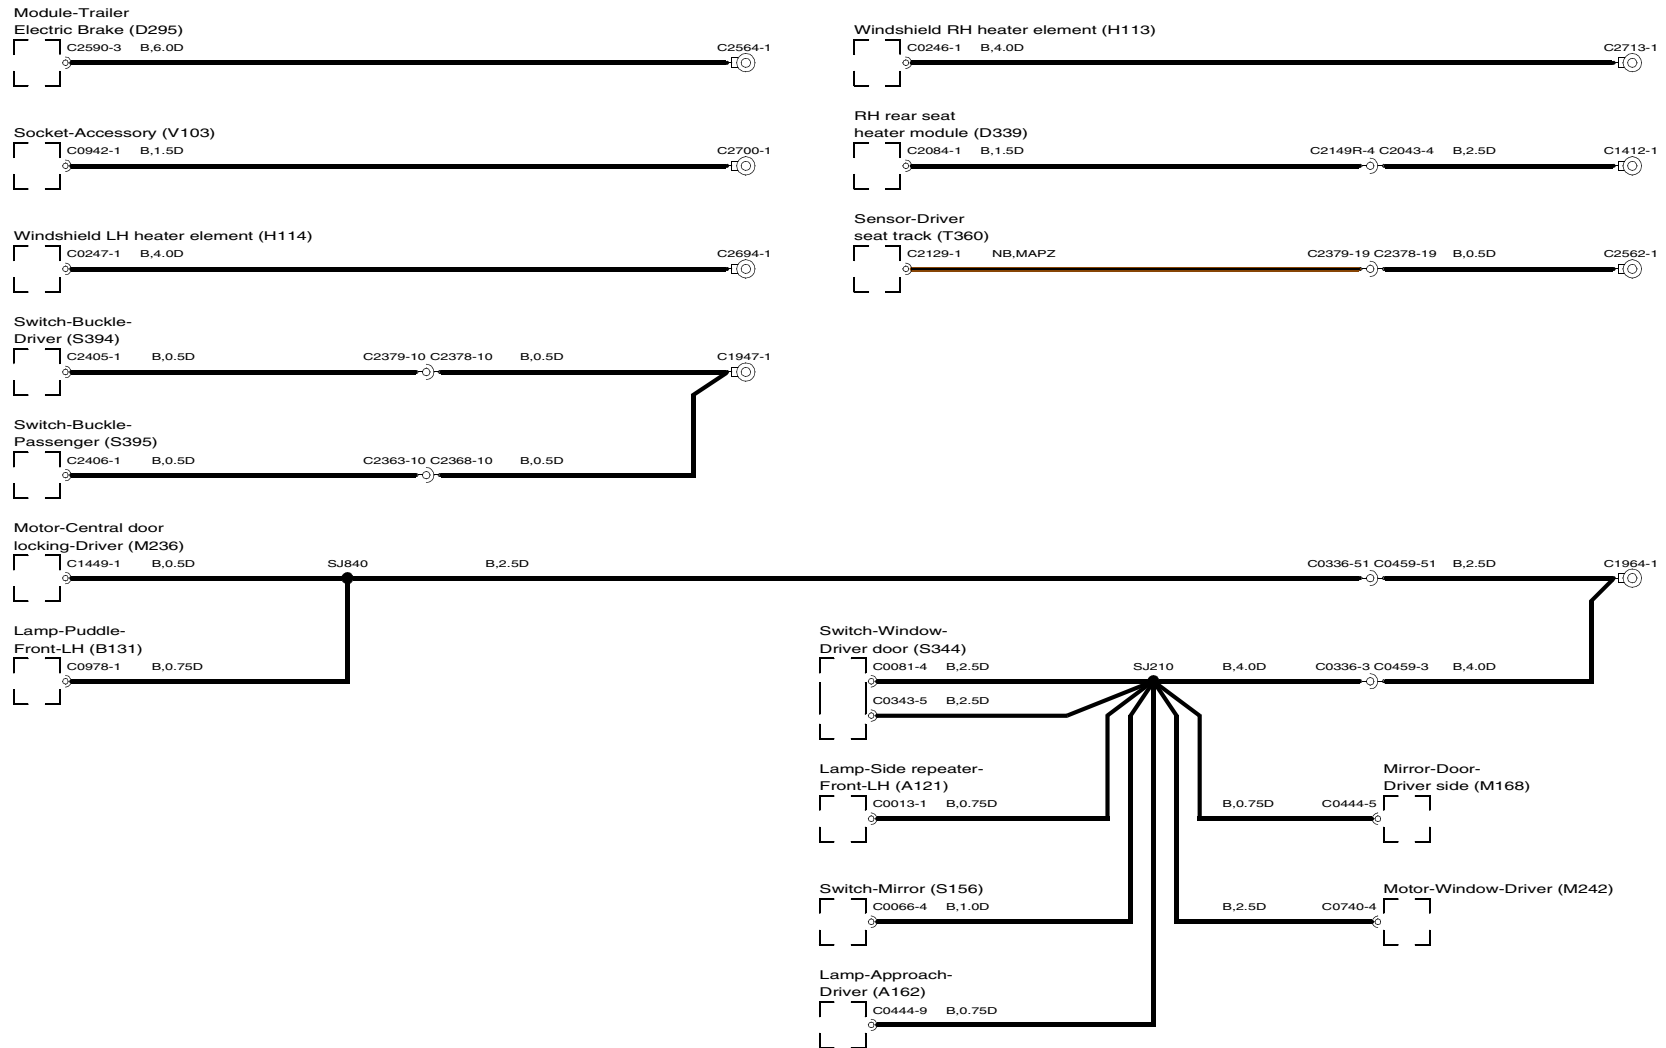 Module-Trailer
Electric Brake (D295)
C2590-3 B,6.0D C2564-1
Windshield RH heater element (H113)
C0246-1 B,4.0D C2713-1
Socket-Accessory (V103)
C0942-1 B,1.5D C2700-1
RH rear seat
heater module (D339)
C2084-1 B,1.5D C2149R-4 C2043-4 B,2.5D C1412-1
Windshield LH heater element (H114)
C0247-1 B,4.0D C2694-1
Sensor-Driver
seat track (T360)
C2129-1 NB,MAPZ C2379-19 C2378-19 B,0.5D C2562-1
Switch-Buckle-
Driver (S394)
C2405-1 B,0.5D C2379-10 C2378-10 B,0.5D C1947-1
Switch-Buckle-
Passenger (S395)
C2406-1 B,0.5D C2363-10 C2368-10 B,0.5D
Motor-Central door
locking-Driver (M236)
C1449-1 B,0.5D SJ840 B,2.5D C0336-51 C0459-51 B,2.5D C1964-1
Lamp-Puddle-
Front-LH (B131)
C0978-1 B,0.75D
Switch-Window-
Driver door (S344)
C0081-4 B,2.5D SJ210 B,4.0D C0336-3 C0459-3 B,4.0D
C0343-5 B,2.5D
Lamp-Side repeater-
Front-LH (A121)
C0013-1 B,0.75D
Mirror-Door-
Driver side (M168)
B,0.75D C0444-5
Switch-Mirror (S156)
C0066-4 B,1.0D
Motor-Window-Driver (M242)
B,2.5D C0740-4
Lamp-Approach-
Driver (A162)
C0444-9 B,0.75D